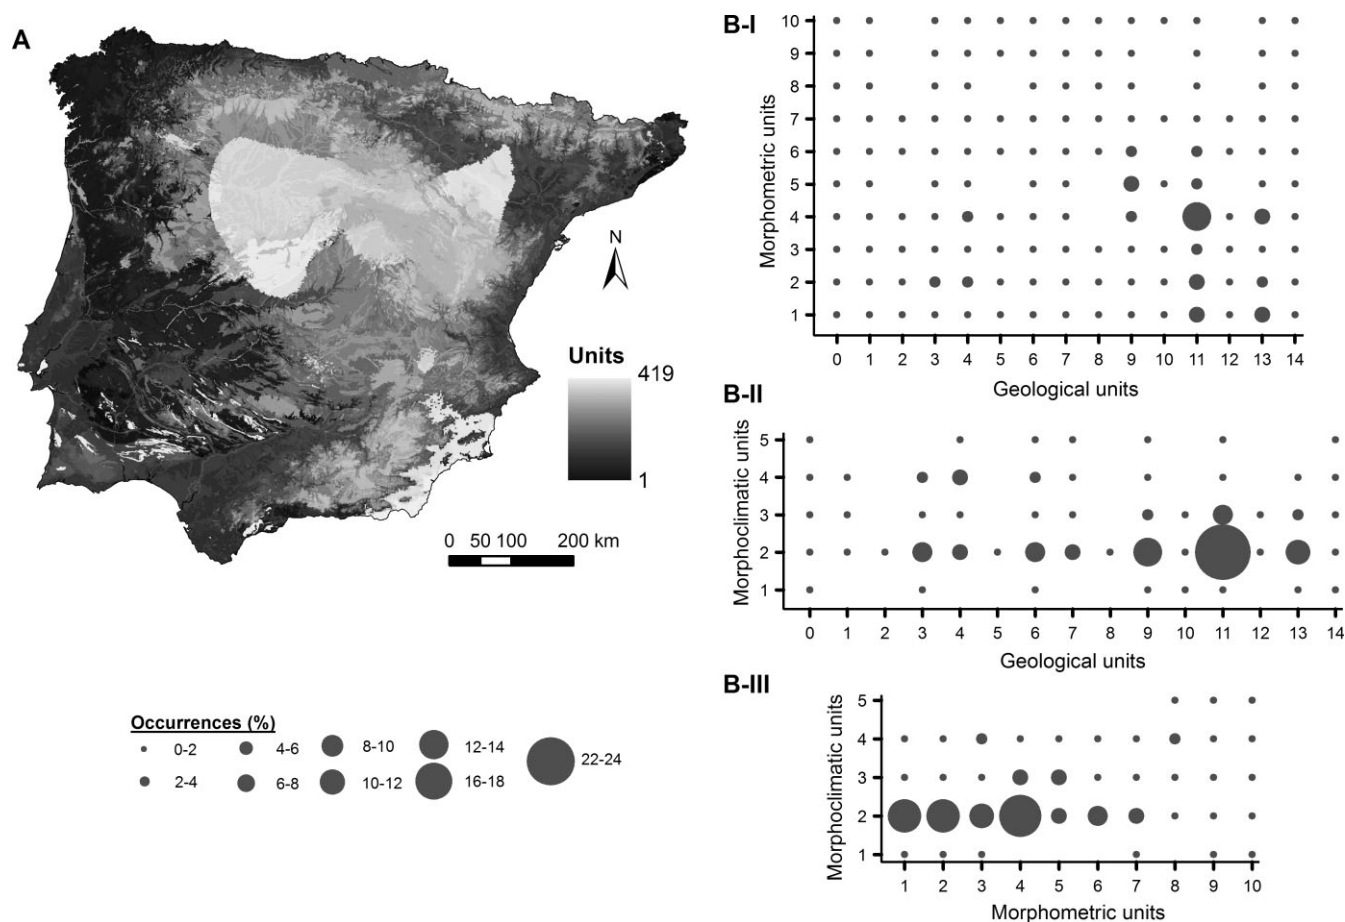 A
N
Units
419
1
0 50 100 200 km
Occurrences (%)
0-2 4-6 8-10 12-14 22-24
2-4 6-8 10-12 16-18
B-I
Morphometric units
10
9
8
7
6
5
4
3
2
1
0 1 2 3 4 5 6 7 8 9 10 11 12 13 14
Geological units
B-II
Morphoclimatic units
5
4
3
2
1
0 1 2 3 4 5 6 7 8 9 10 11 12 13 14
Geological units
B-III
Morphoclimatic units
5
4
3
2
1
1 2 3 4 5 6 7 8 9 10
Morphometric units